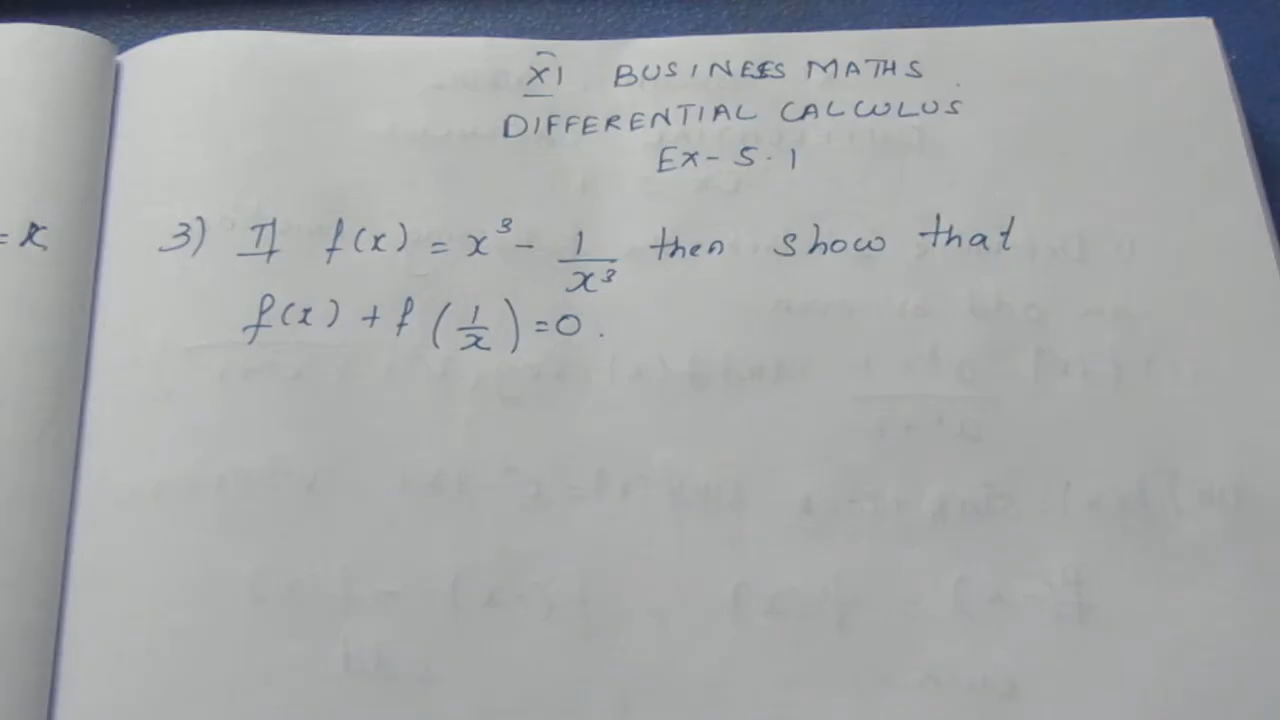 XI BUSINESS MATHS
DIFFERENTIAL CALCULUS
Ex-5.1
= x
3) If f(x) = x³ - 1/x³ then show that
f(x) + f(1/x) = 0.